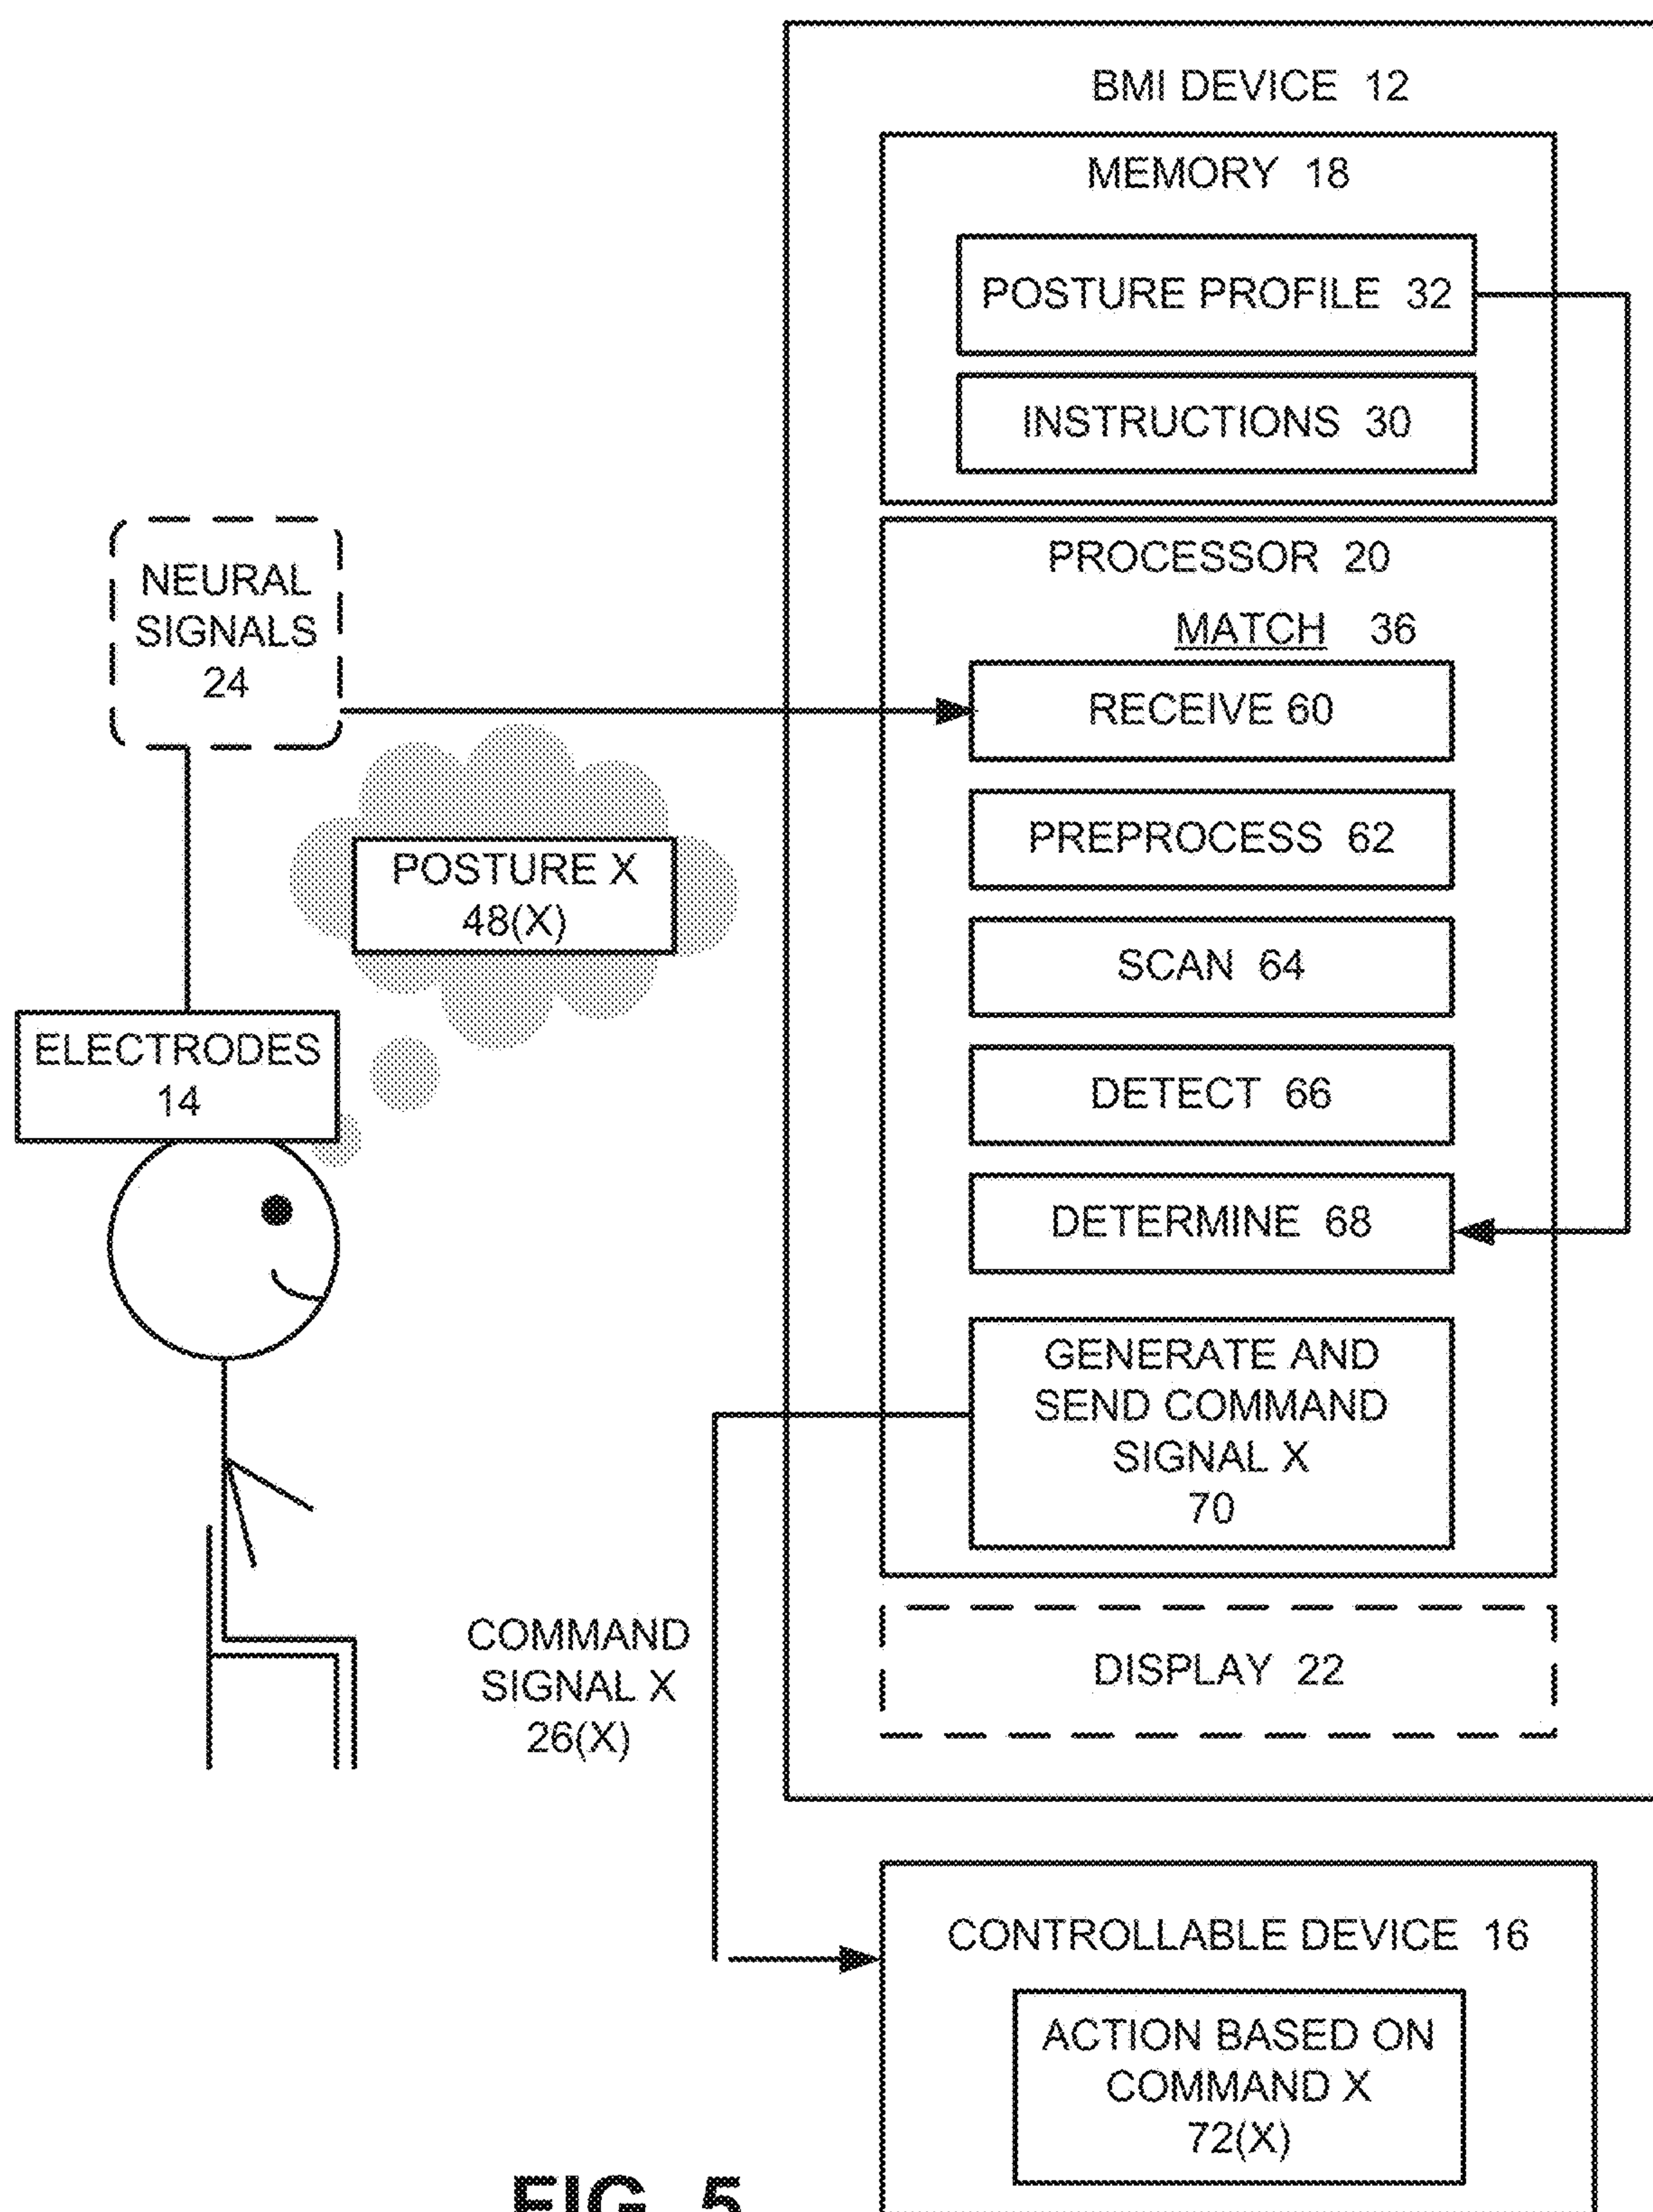 BMI DEVICE 12
MEMORY 18
POSTURE PROFILE 32
INSTRUCTIONS 30
PROCESSOR 20
MATCH 36
RECEIVE 60
PREPROCESS 62
SCAN 64
DETECT 66
DETERMINE 68
GENERATE AND
SEND COMMAND
SIGNAL X
70
DISPLAY 22
NEURAL
SIGNALS
24
POSTURE X
48(X)
ELECTRODES
14
COMMAND
SIGNAL X
26(X)
CONTROLLABLE DEVICE 16
ACTION BASED ON
COMMAND X
72(X)
FIG. 5